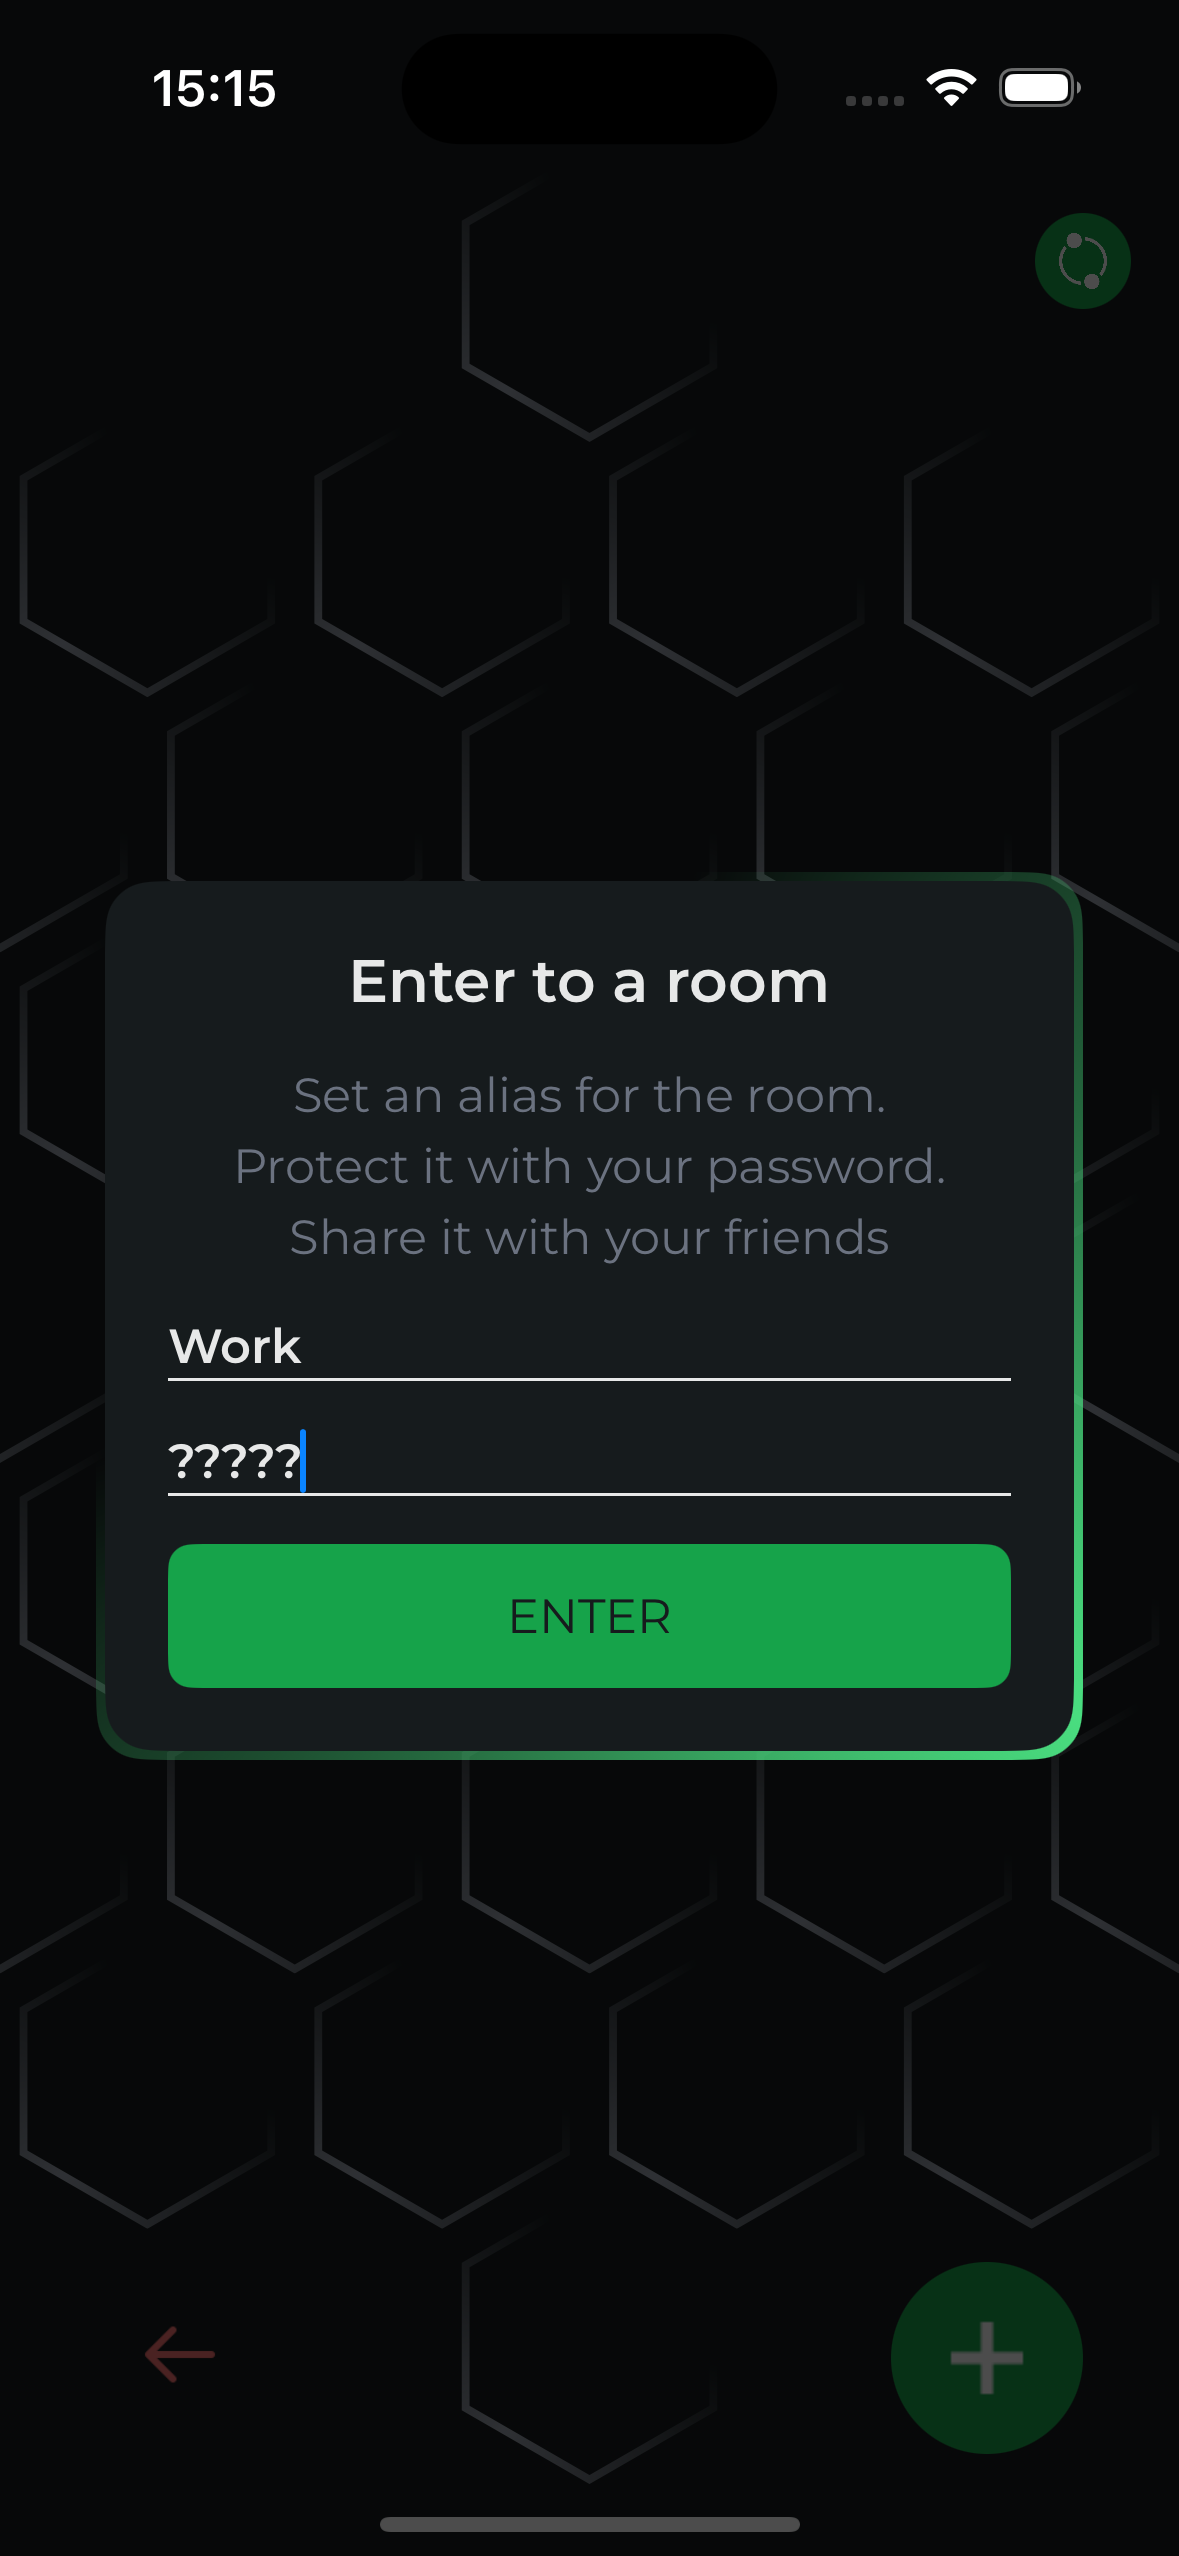 15:15
Enter to a room
Set an alias for the room.
Protect it with your password.
Share it with your friends
Work
?????
ENTER